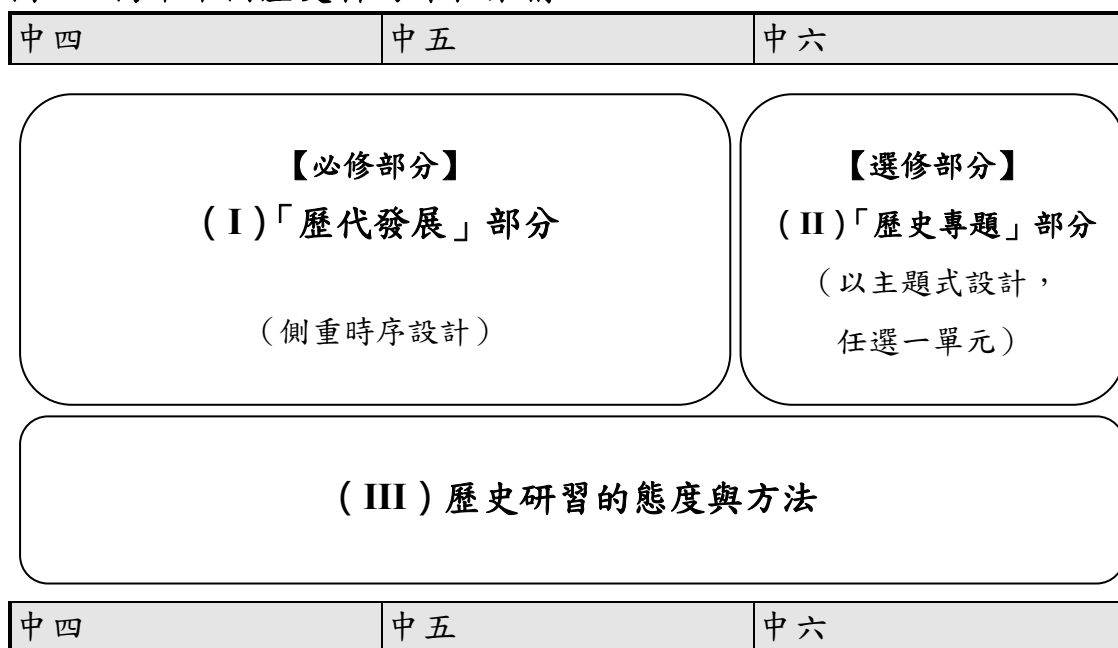 中四 中五 中六
【必修部分】
（I）「歷代發展」部分
（側重時序設計）
【選修部分】
（II）「歷史專題」部分
（以主題式設計，
任選一單元）
（III）歷史研習的態度與方法
中四 中五 中六